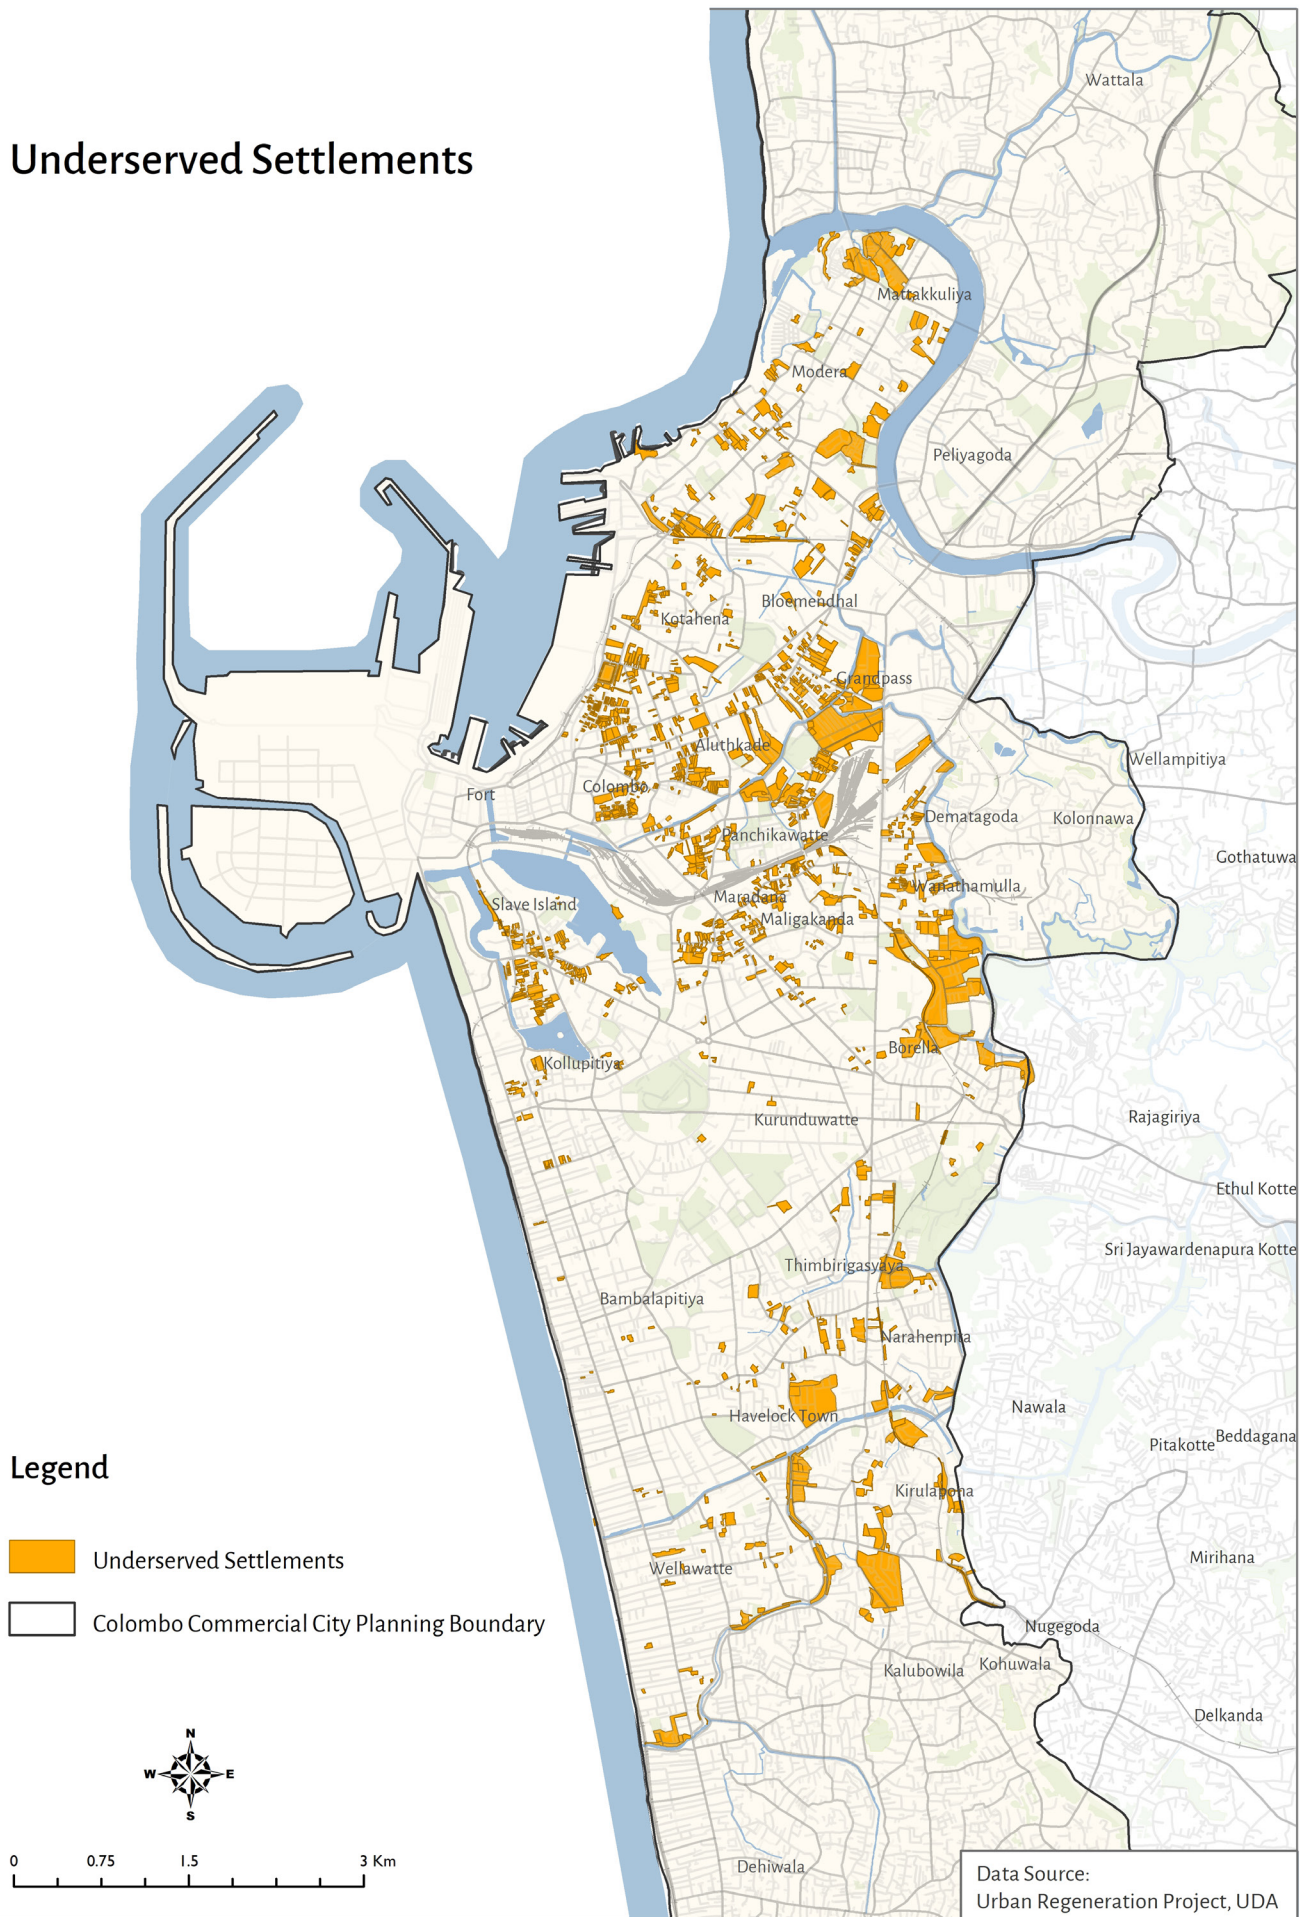 Underserved Settlements
Wattala
Mattakkuliya
Modera
Peliyagoda
Bloemendhal
Kotahena
Grandpass
Aluthkade
Wellampitiya
Colombo
Fort
Dematagoda
Kolonnawa
Panchikawatte
Gothatuwa
Wanathamulla
Maradana
Slave Island
Maligakanda
Borella
Kollupitiya
Kurunduwatte
Rajagiriya
Ethul Kotte
Sri Jayawardenapura Kotte
Thimbirigasyaya
Bambalapitiya
Narahenpita
Nawala
Havelock Town
Beddagana
Pitakotte
Kirulapona
Mirihana
Wellawatte
Nugegoda
Kohuwala
Kalubowila
Delkanda
Dehiwala
Legend
Underserved Settlements
Colombo Commercial City Planning Boundary
N
W E
S
0 0.75 1.5 3 Km
Data Source:
Urban Regeneration Project, UDA